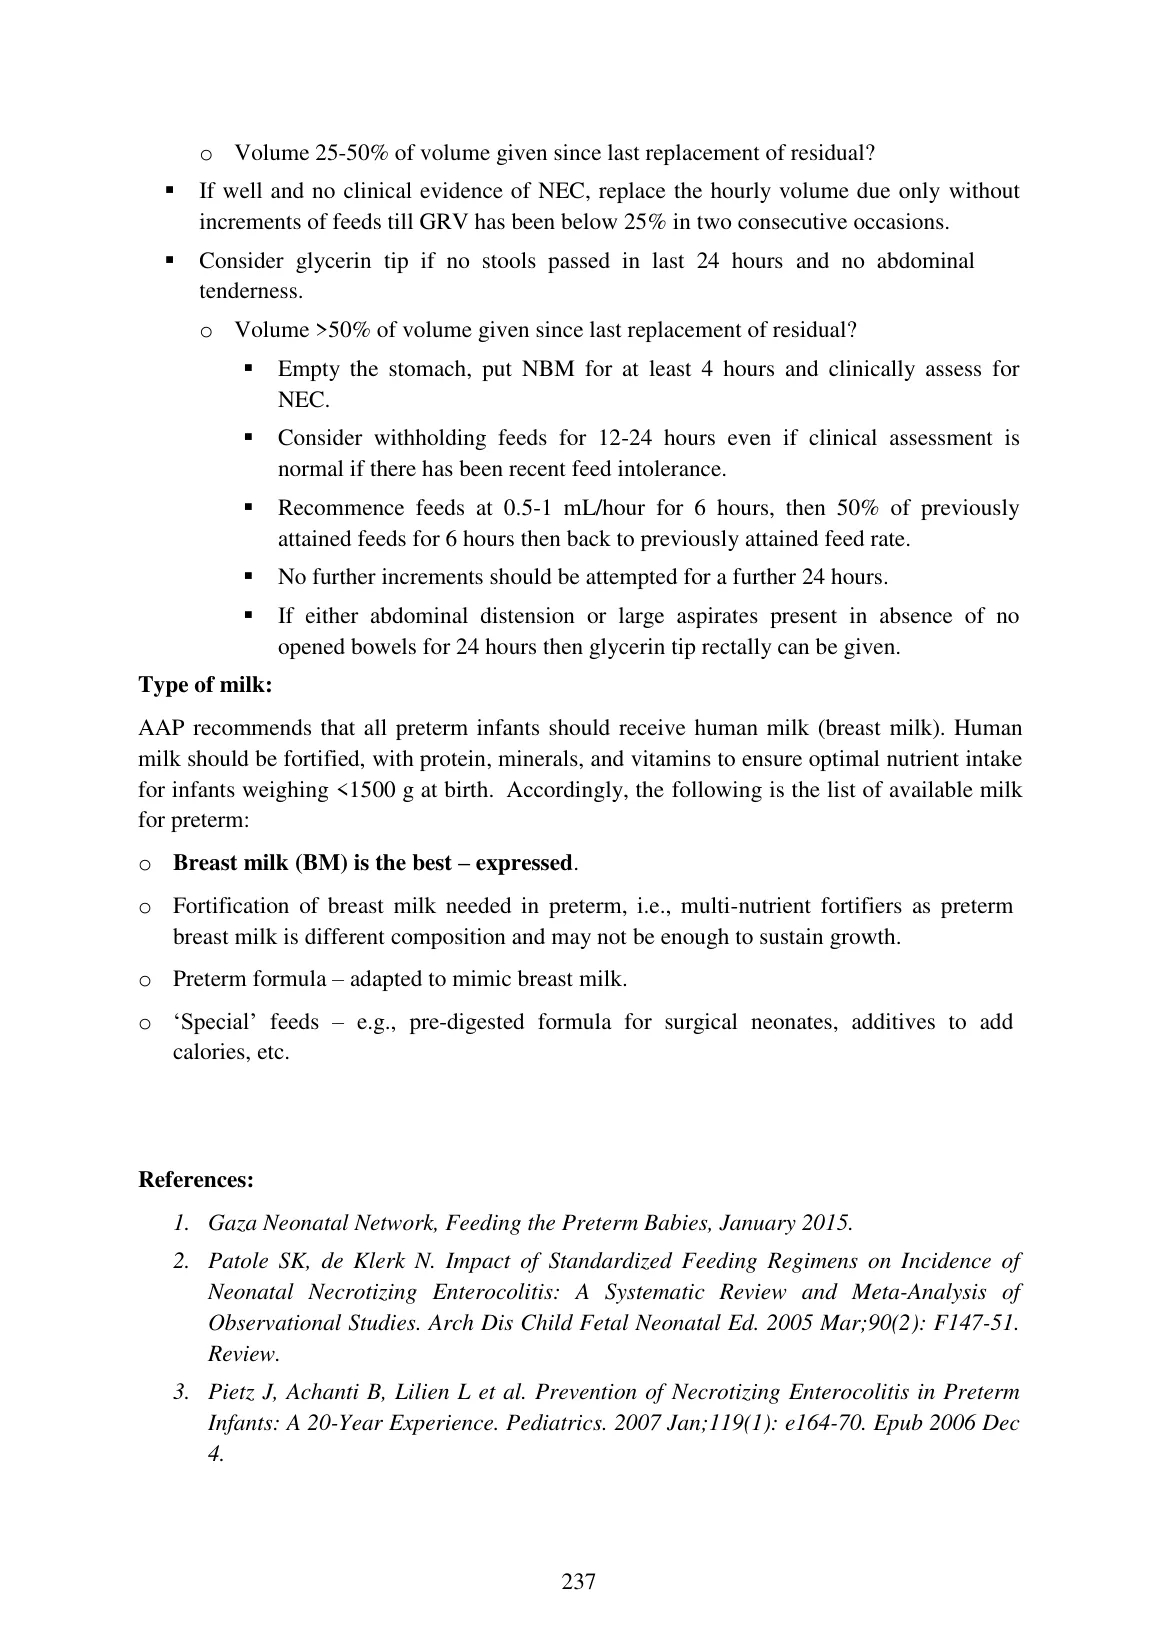 o Volume 25-50% of volume given since last replacement of residual?
▪ If well and no clinical evidence of NEC, replace the hourly volume due only without
increments of feeds till GRV has been below 25% in two consecutive occasions.
▪ Consider glycerin tip if no stools passed in last 24 hours and no abdominal
tenderness.
o Volume >50% of volume given since last replacement of residual?
▪ Empty the stomach, put NBM for at least 4 hours and clinically assess for
NEC.
▪ Consider withholding feeds for 12-24 hours even if clinical assessment is
normal if there has been recent feed intolerance.
▪ Recommence feeds at 0.5-1 mL/hour for 6 hours, then 50% of previously
attained feeds for 6 hours then back to previously attained feed rate.
▪ No further increments should be attempted for a further 24 hours.
▪ If either abdominal distension or large aspirates present in absence of no
opened bowels for 24 hours then glycerin tip rectally can be given.
Type of milk:
AAP recommends that all preterm infants should receive human milk (breast milk). Human
milk should be fortified, with protein, minerals, and vitamins to ensure optimal nutrient intake
for infants weighing <1500 g at birth. Accordingly, the following is the list of available milk
for preterm:
o Breast milk (BM) is the best – expressed.
o Fortification of breast milk needed in preterm, i.e., multi-nutrient fortifiers as preterm
breast milk is different composition and may not be enough to sustain growth.
o Preterm formula – adapted to mimic breast milk.
o ‘Special’ feeds – e.g., pre-digested formula for surgical neonates, additives to add
calories, etc.
References:
1. Gaza Neonatal Network, Feeding the Preterm Babies, January 2015.
2. Patole SK, de Klerk N. Impact of Standardized Feeding Regimens on Incidence of
Neonatal Necrotizing Enterocolitis: A Systematic Review and Meta-Analysis of
Observational Studies. Arch Dis Child Fetal Neonatal Ed. 2005 Mar;90(2): F147-51.
Review.
3. Pietz J, Achanti B, Lilien L et al. Prevention of Necrotizing Enterocolitis in Preterm
Infants: A 20-Year Experience. Pediatrics. 2007 Jan;119(1): e164-70. Epub 2006 Dec
4.
237